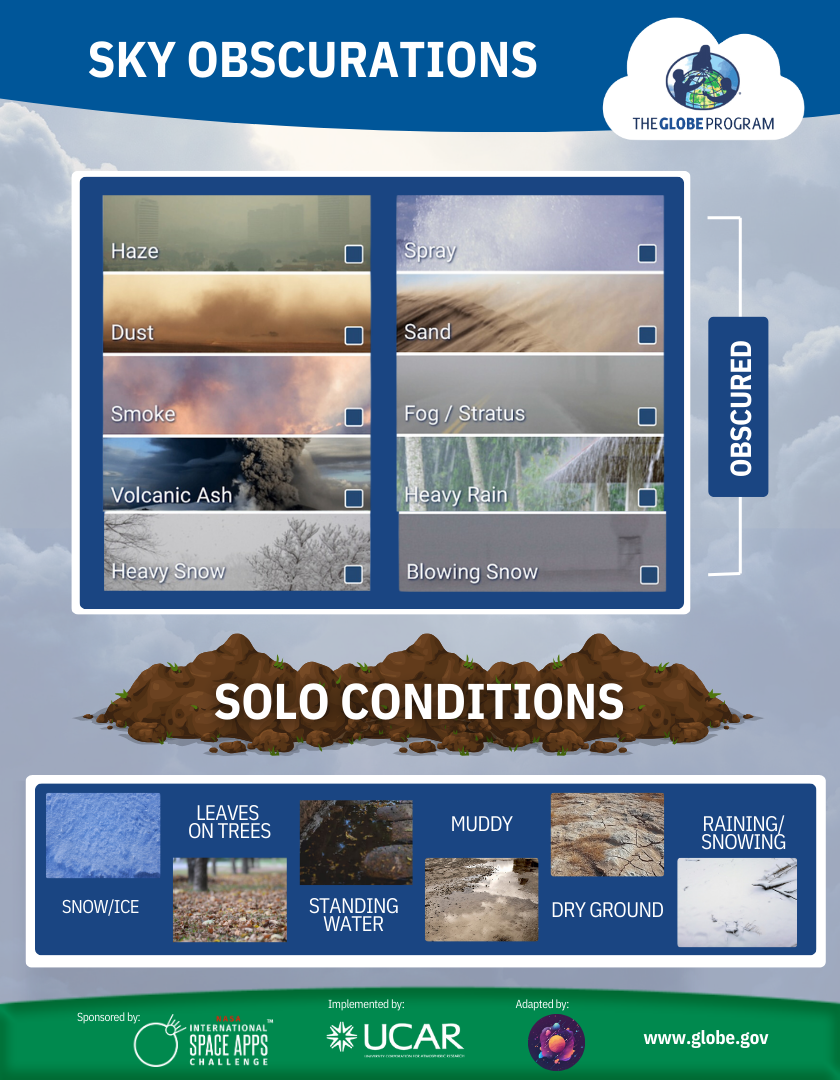 SKY OBSCURATIONS
THE GLOBE PROGRAM
Haze
Spray
Dust
Sand
Smoke
Fog / Stratus
Volcanic Ash
Heavy Rain
Heavy Snow
Blowing Snow
OBSCURED
SOLO CONDITIONS
SNOW/ICE
LEAVES
ON TREES
STANDING
WATER
MUDDY
DRY GROUND
RAINING/
SNOWING
Sponsored by:
NASA
INTERNATIONAL
SPACE APPS
CHALLENGE
TM
Implemented by:
UCAR
UNIVERSITY CORPORATION FOR ATMOSPHERIC RESEARCH
Adapted by:
www.globe.gov